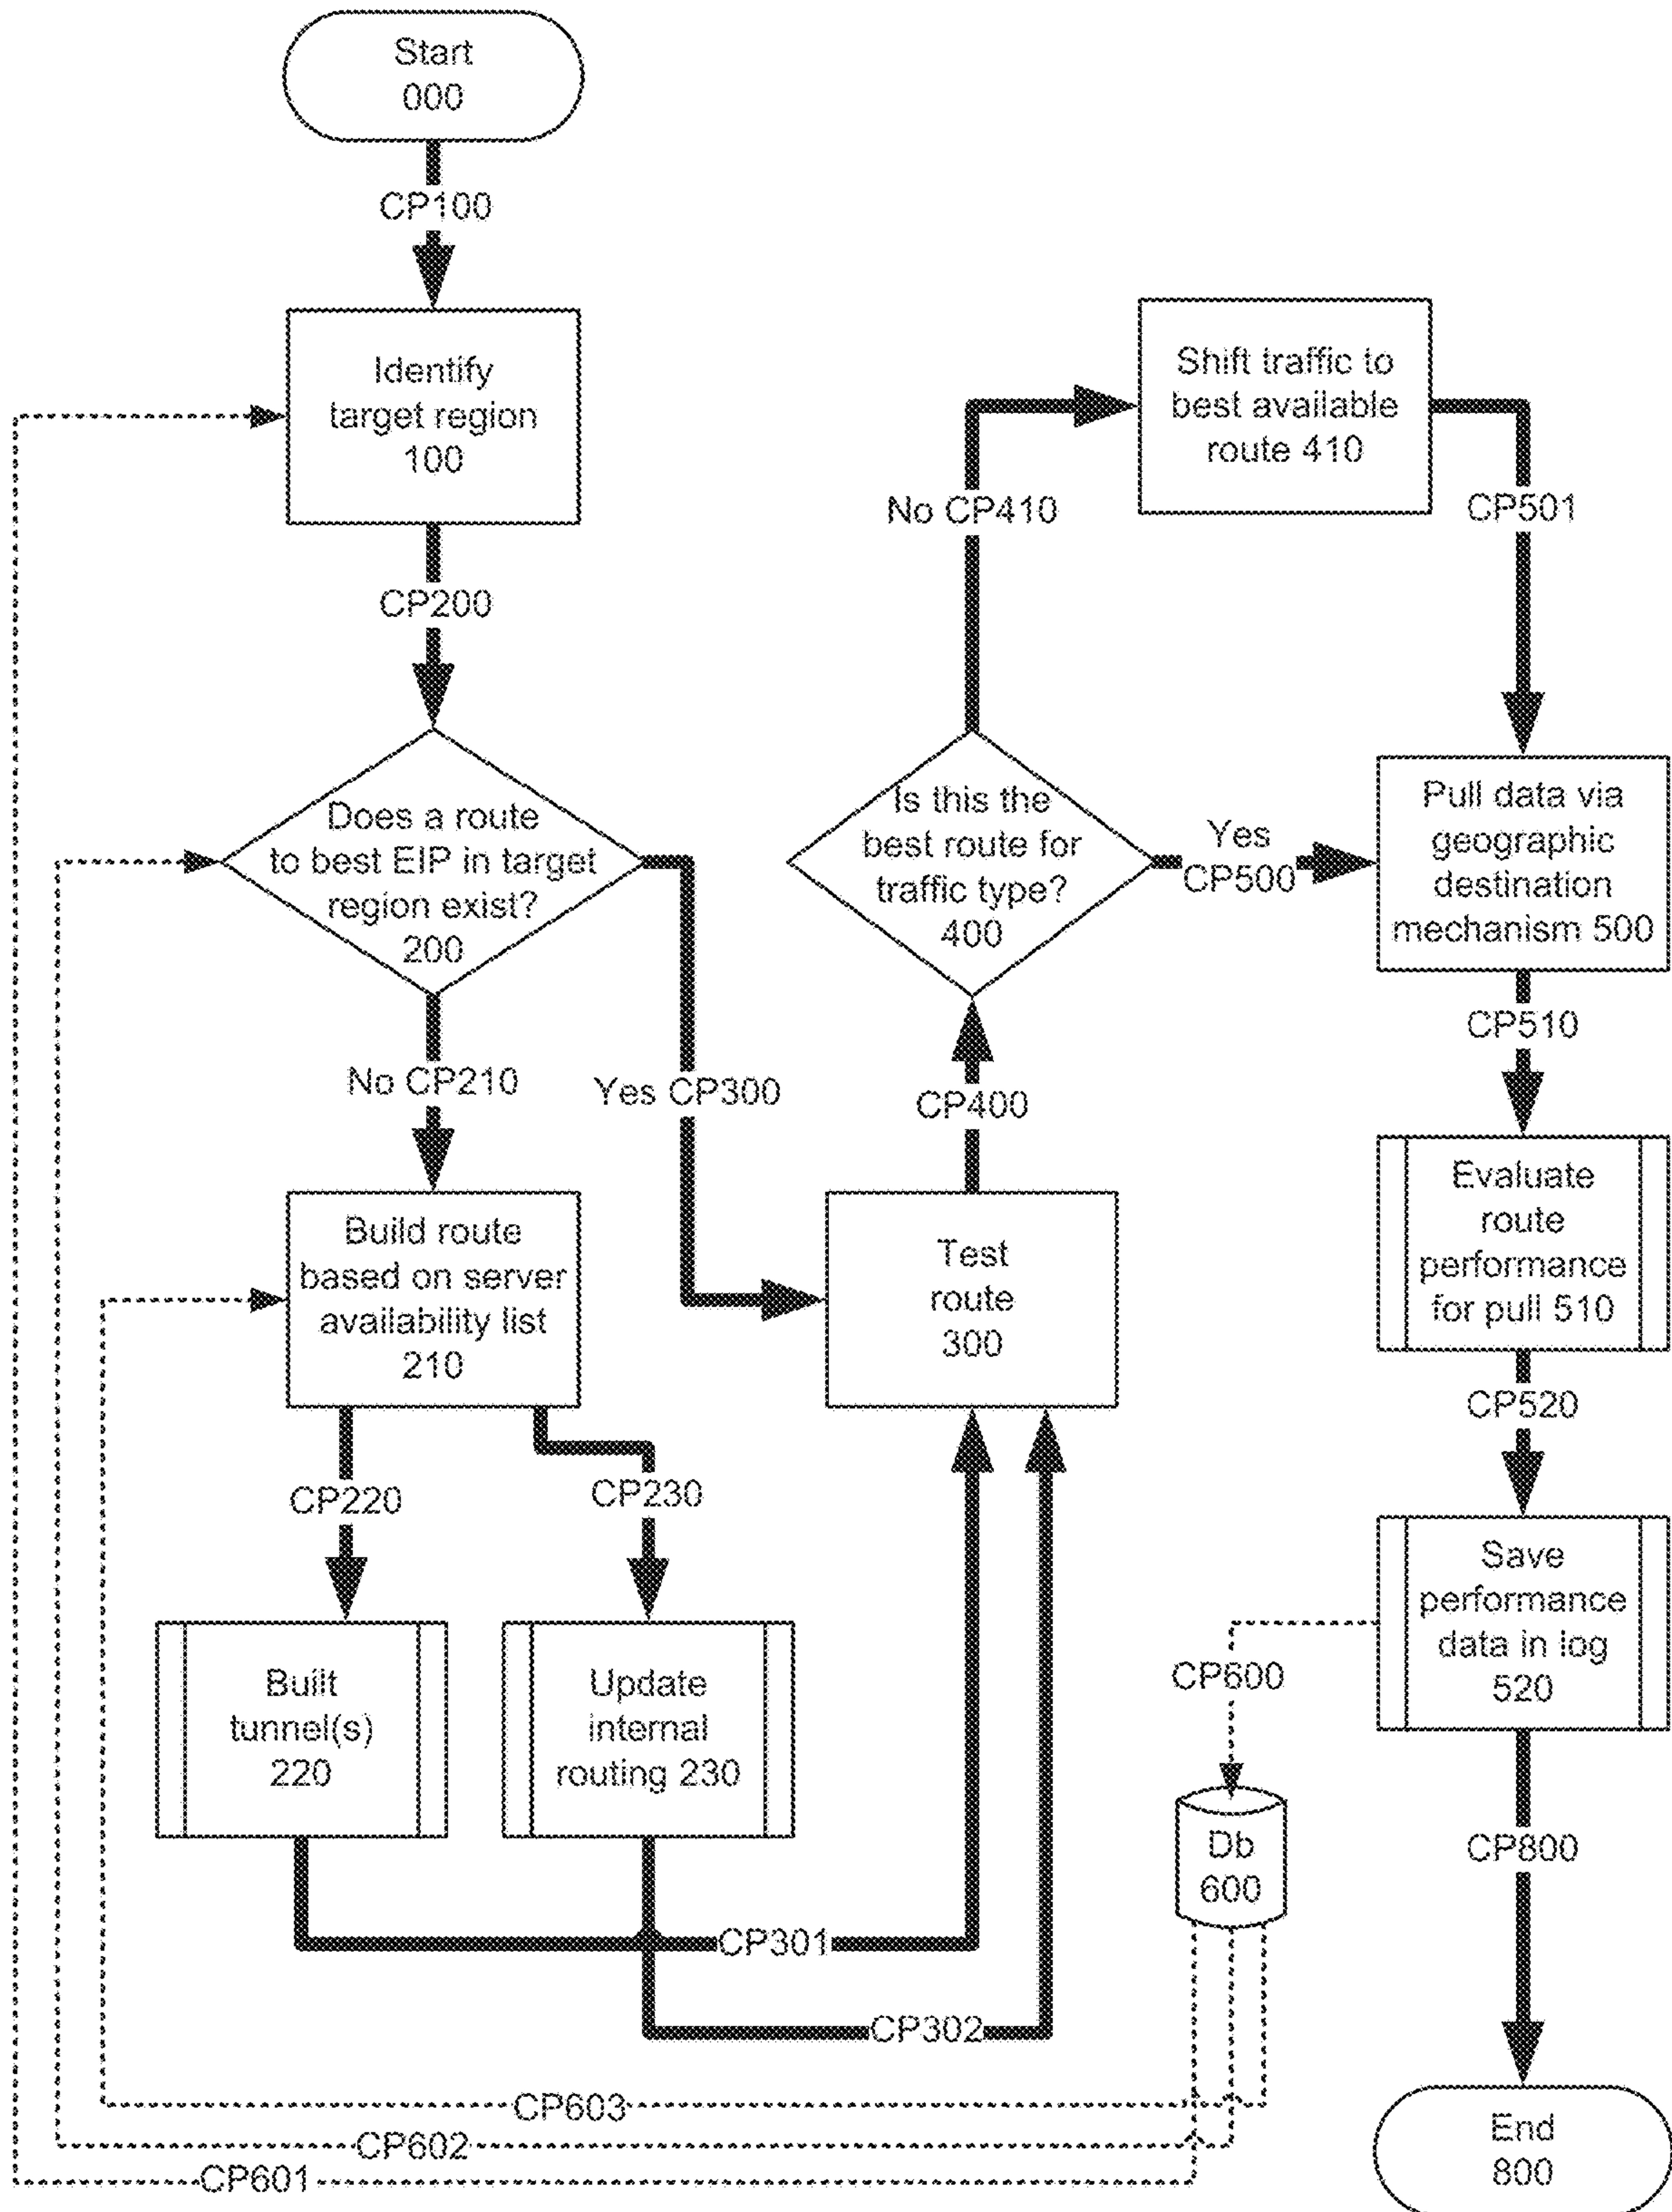 Start
000
CP100
Identify
target region
100
CP200
Does a route
to best EIP in target
region exist?
200
No CP210
Yes CP300
Build route
based on server
availability list
210
CP220
CP230
Built
tunnel(s)
220
Update
internal
routing 230
CP301
CP302
Test
route
300
CP400
Is this the
best route for
traffic type?
400
No CP410
Yes
CP500
Shift traffic to
best available
route 410
CP501
Pull data via
geographic
destination
mechanism 500
CP510
Evaluate
route
performance
for pull 510
CP520
Save
performance
data in log
520
CP600
Db
600
CP800
CP603
CP602
CP601
End
800